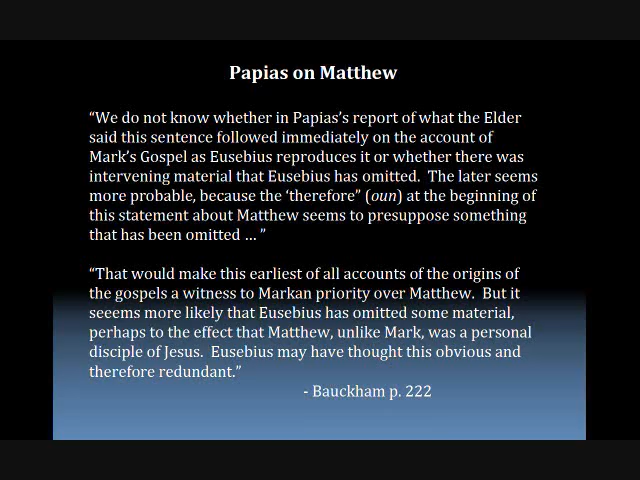 Papias on Matthew
“We do not know whether in Papias’s report of what the Elder
said this sentence followed immediately on the account of
Mark’s Gospel as Eusebius reproduces it or whether there was
intervening material that Eusebius has omitted.  The later seems
more probable, because the ‘therefore” (oun) at the beginning of
this statement about Matthew seems to presuppose something
that has been omitted … ”
“That would make this earliest of all accounts of the origins of
the gospels a witness to Markan priority over Matthew.  But it
seeems more likely that Eusebius has omitted some material,
perhaps to the effect that Matthew, unlike Mark, was a personal
disciple of Jesus.  Eusebius may have thought this obvious and
therefore redundant.”
- Bauckham p. 222